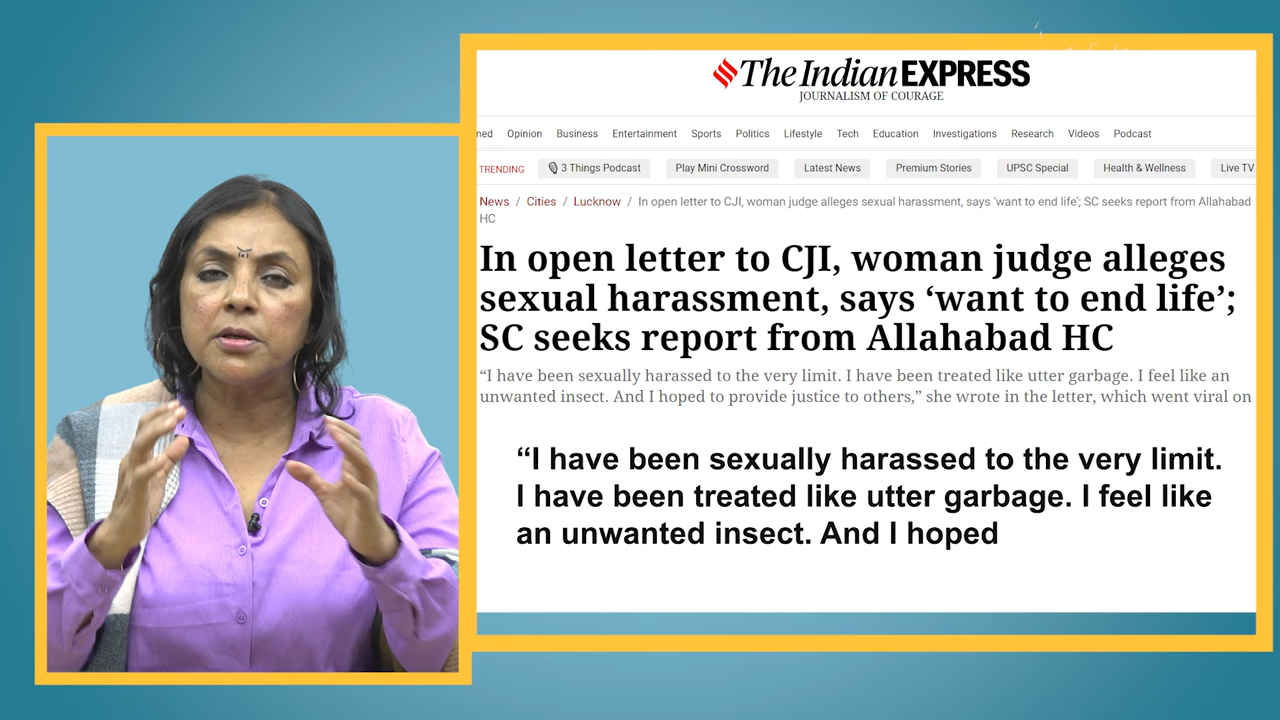 The Indian EXPRESS
JOURNALISM OF COURAGE
ned Opinion Business Entertainment Sports Politics Lifestyle Tech Education Investigations Research Videos Podcast
TRENDING 3 Things Podcast Play Mini Crossword Latest News Premium Stories UPSC Special Health & Wellness Live TV
News / Cities / Lucknow / In open letter to CJI, woman judge alleges sexual harassment, says ‘want to end life’; SC seeks report from Allahabad
HC
In open letter to CJI, woman judge alleges
sexual harassment, says ‘want to end life’;
SC seeks report from Allahabad HC
“I have been sexually harassed to the very limit. I have been treated like utter garbage. I feel like an
unwanted insect. And I hoped to provide justice to others,” she wrote in the letter, which went viral on
“I have been sexually harassed to the very limit.
I have been treated like utter garbage. I feel like
an unwanted insect. And I hoped